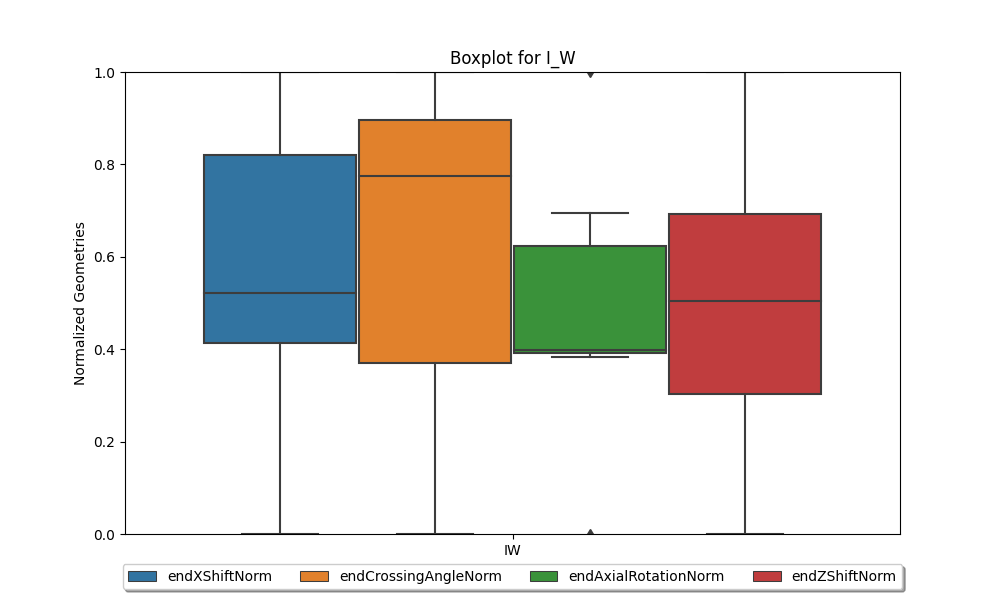 Boxplot for I_W
1.0
0.8
0.6
0.4
0.2
0.0
Normalized Geometries
IW
endXShiftNorm endCrossingAngleNorm endAxialRotationNorm endZShiftNorm